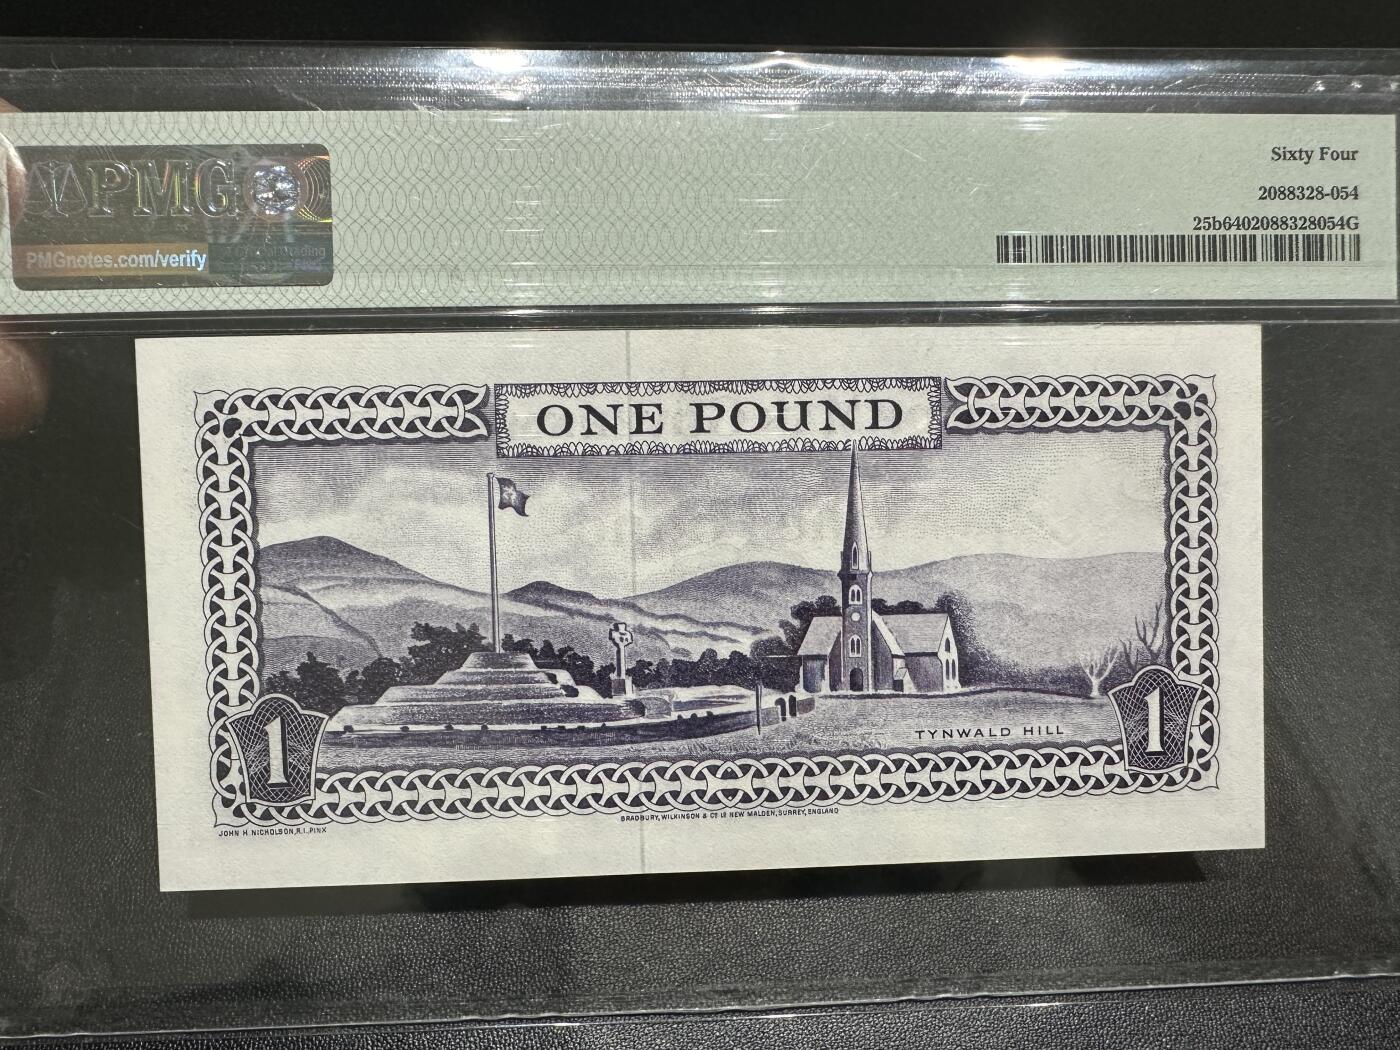 PMG
PMGnotes.com/verify
Sixty Four
2088328-054
25b6402088328054G
ONE POUND
TYNWALD HILL
1
1
BRADBURY, WILKINSON & Cº Lº NEW MALDEN, SURREY, ENGLAND
JOHN H. NICHOLSON, R.I. PINX